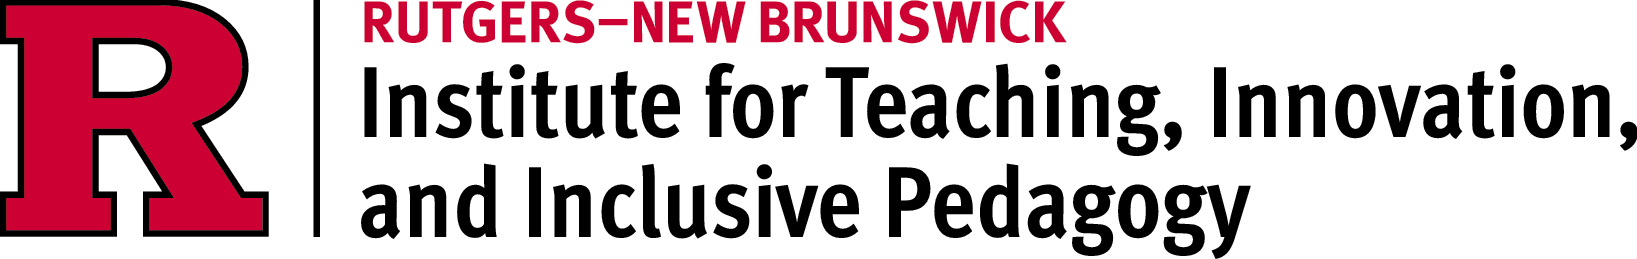 R
RUTGERS–NEW BRUNSWICK
Institute for Teaching, Innovation,
and Inclusive Pedagogy